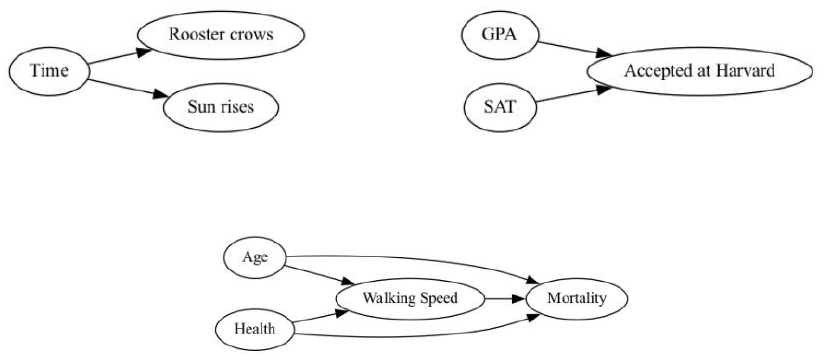 Rooster crows
Time
Sun rises
GPA
Accepted at Harvard
SAT
Age
Walking Speed
Mortality
Health